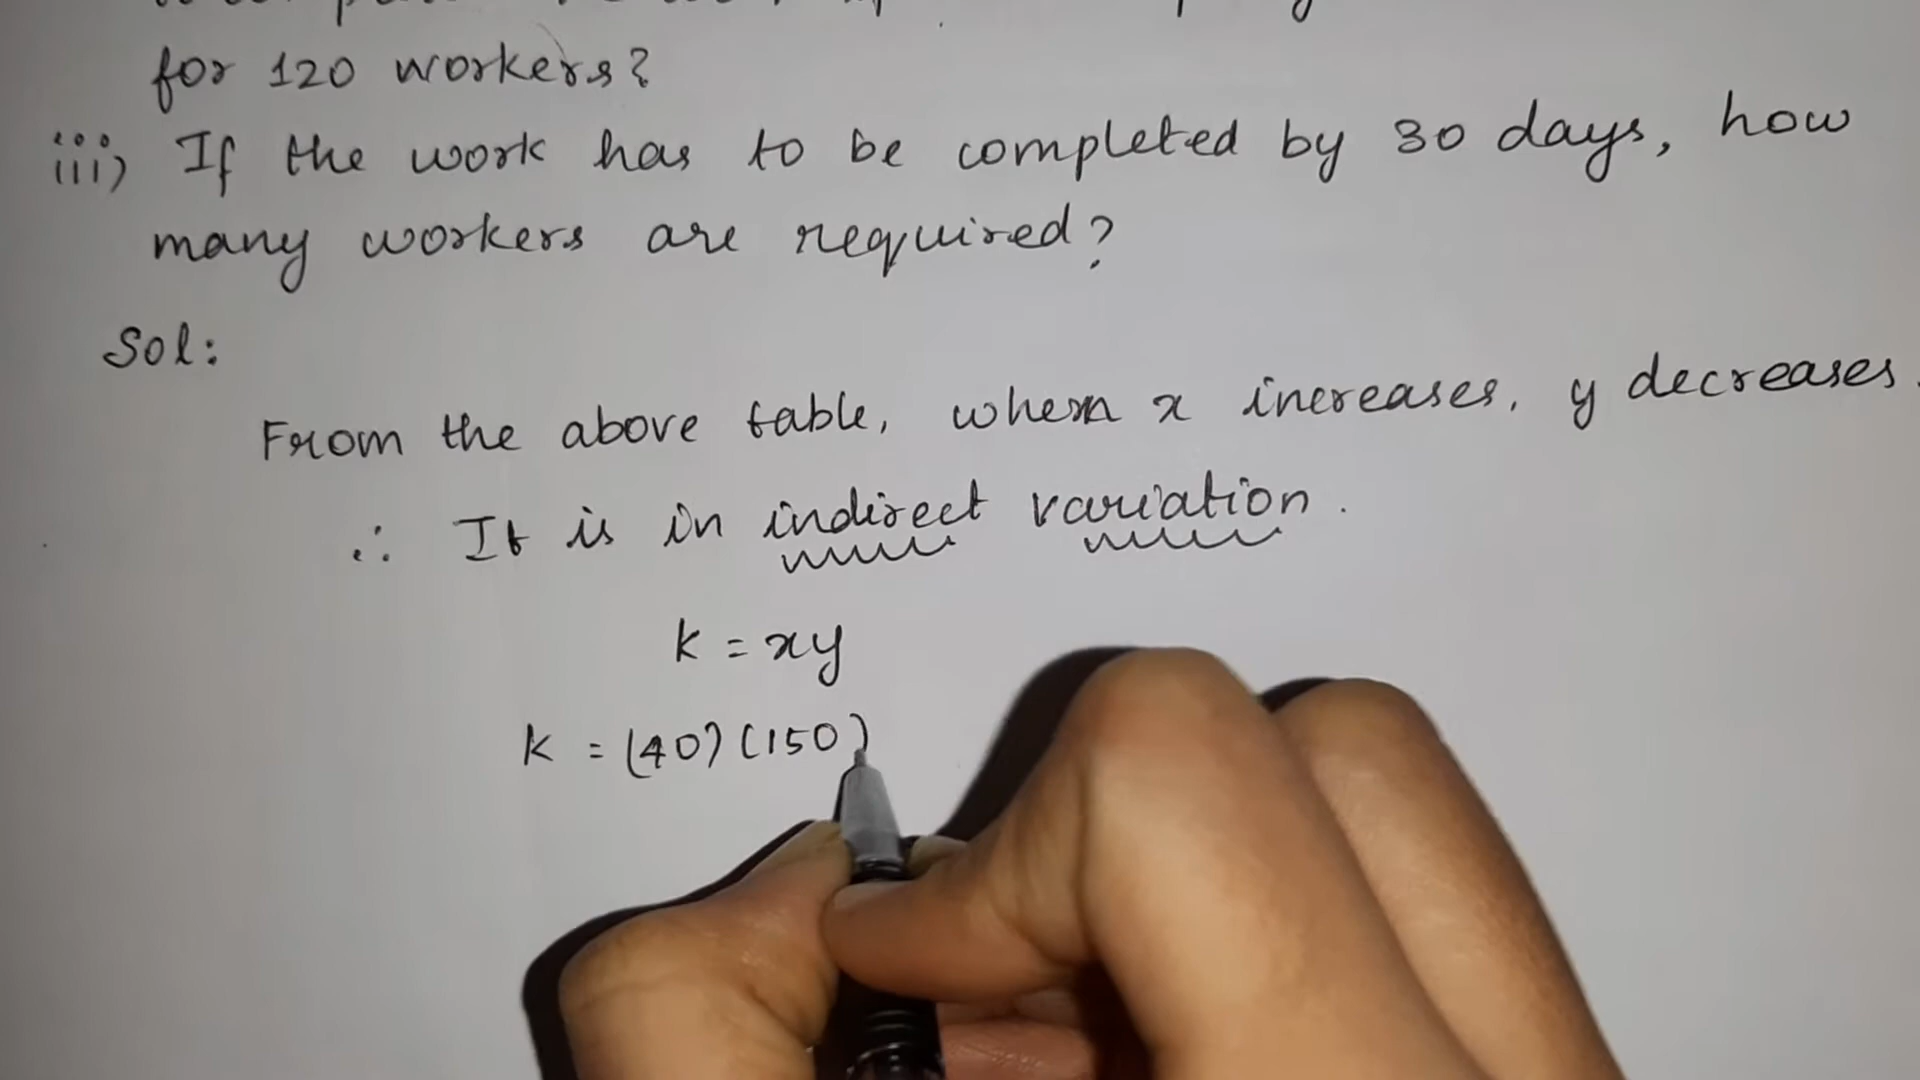 for 120 workers?
iii) If the work has to be completed by 30 days, how
many workers are required?
Sol:
From the above table, when x increases, y decreases.
∴ It is in indirect variation.
k = xy
k = (40) (150)